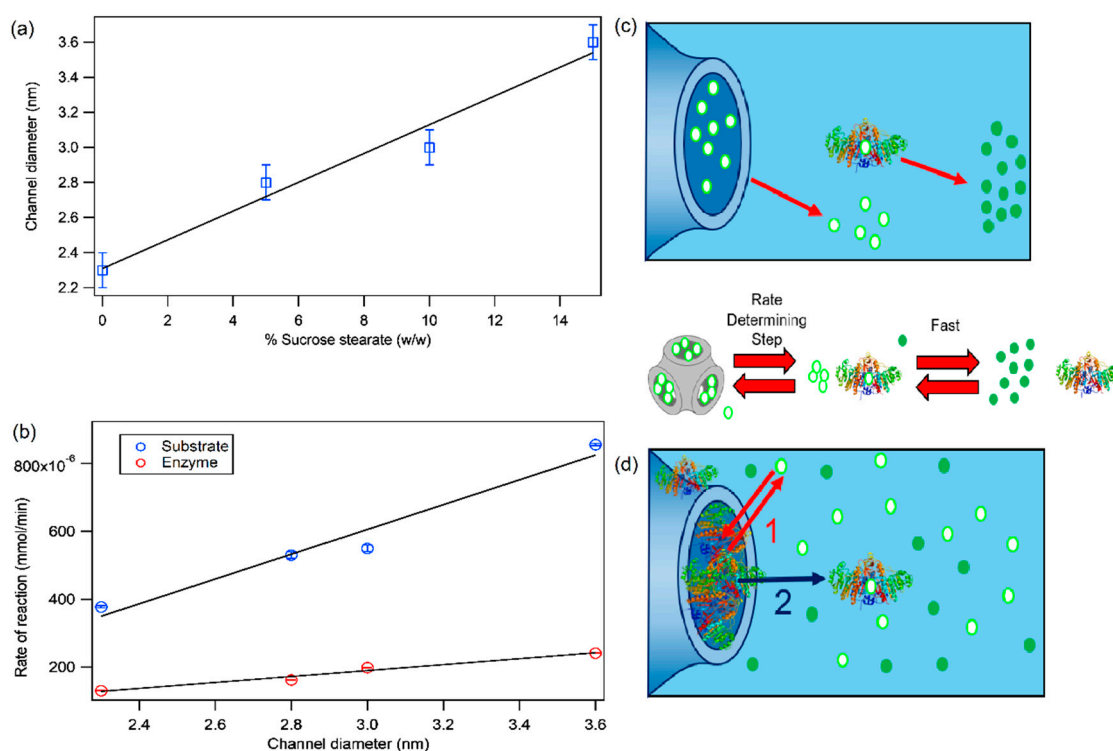 (a)
3.6
3.4
3.2
3.0
2.8
2.6
2.4
2.2
Channel diameter (nm)
0
2
4
6
8
10
12
14
% Sucrose stearate (w/w)
(b)
Substrate
Enzyme
800x10-6
600
400
200
Rate of reaction (mmol/min)
2.4
2.6
2.8
3.0
3.2
3.4
3.6
Channel diameter (nm)
(c)
Rate
Determining
Step
Fast
(d)
1
2